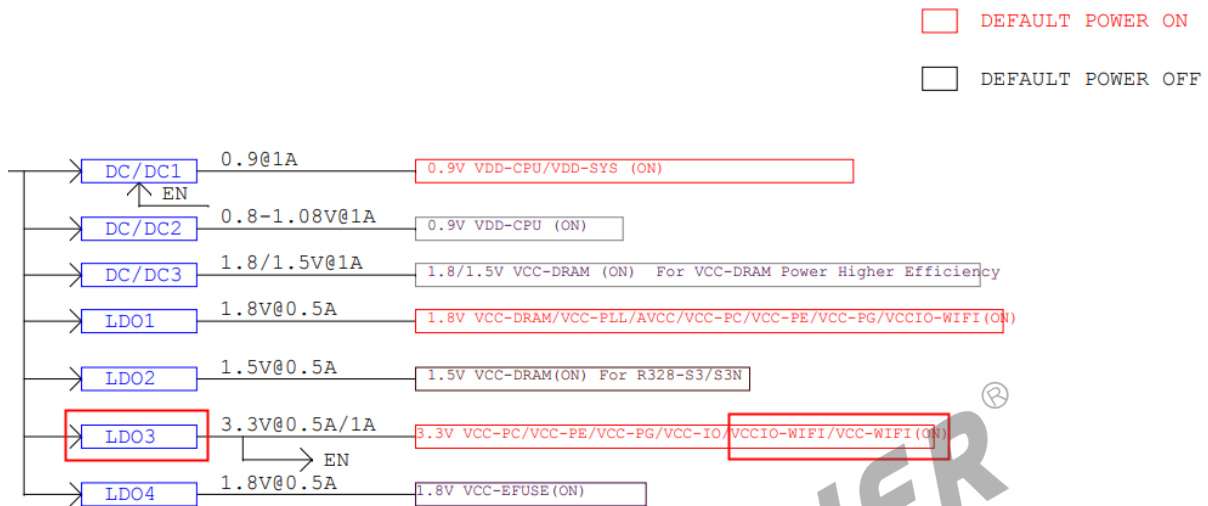 DEFAULT POWER ON
DEFAULT POWER OFF
DC/DC1 0.9@1A 0.9V VDD-CPU/VDD-SYS (ON)
EN
DC/DC2 0.8-1.08V@1A 0.9V VDD-CPU (ON)
DC/DC3 1.8/1.5V@1A 1.8/1.5V VCC-DRAM (ON) For VCC-DRAM Power Higher Efficiency
LDO1 1.8V@0.5A 1.8V VCC-DRAM/VCC-PLL/AVCC/VCC-PC/VCC-PE/VCC-PG/VCCIO-WIFI(ON)
LDO2 1.5V@0.5A 1.5V VCC-DRAM(ON) For R328-S3/S3N
LDO3 3.3V@0.5A/1A 3.3V VCC-PC/VCC-PE/VCC-PG/VCC-IO/VCCIO-WIFI/VCC-WIFI(ON)
EN
LDO4 1.8V@0.5A 1.8V VCC-EFUSE(ON)
ER®